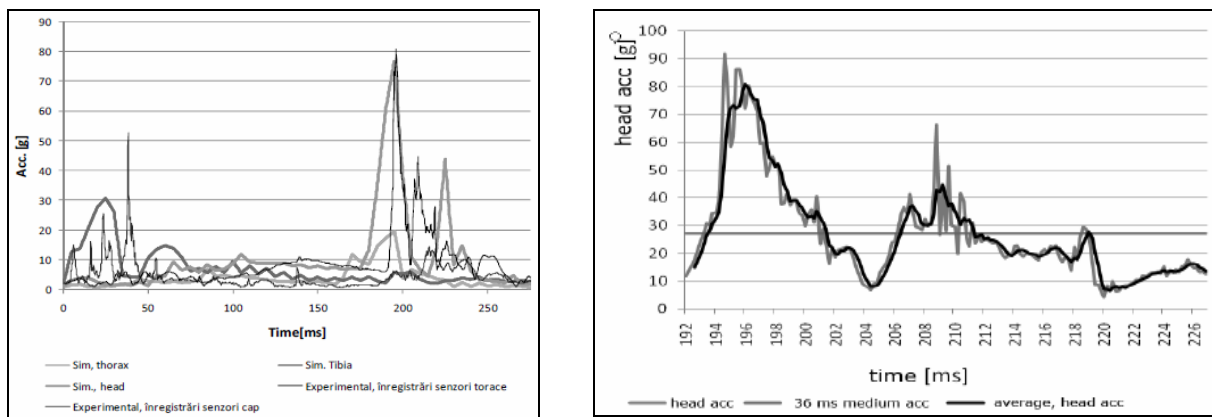 90
80
70
60
50
40
30
20
10
0
Acc. [g]
0 50 100 150 200 250
Time[ms]
Sim, thorax Sim. Tibia
Sim., head Experimental, înregistrări senzori torace
Experimental, înregistrări senzori cap
100
90
80
70
60
50
40
30
20
10
0
head acc [g]
192 194 196 198 200 202 204 206 208 210 212 214 216 218 220 222 224 226
time [ms]
head acc 36 ms medium acc average, head acc